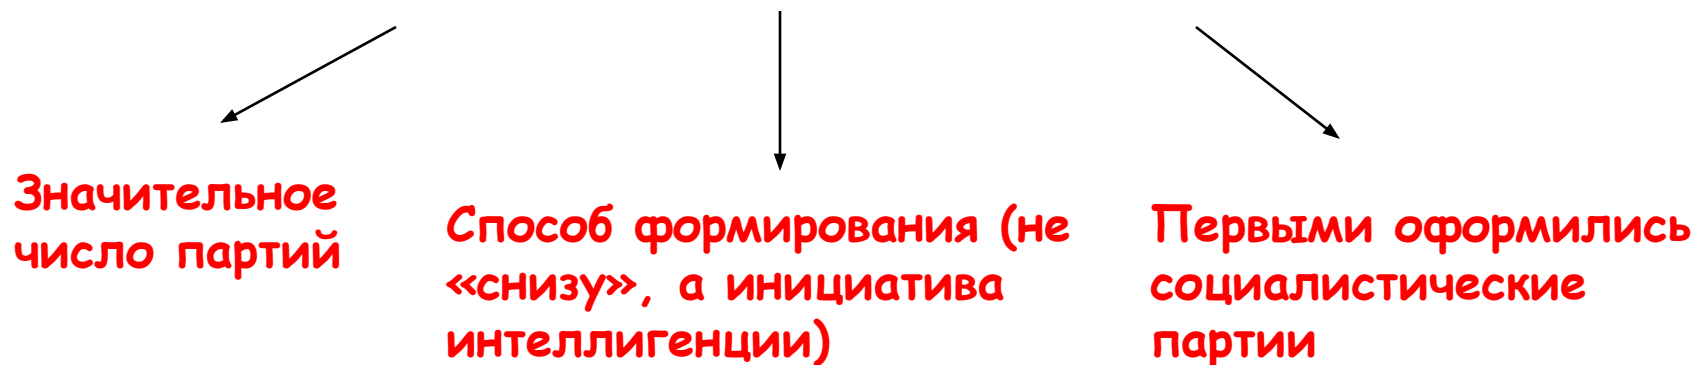 Значительное
число партий
Способ формирования (не
«снизу», а инициатива
интеллигенции)
Первыми оформились
социалистические
партии